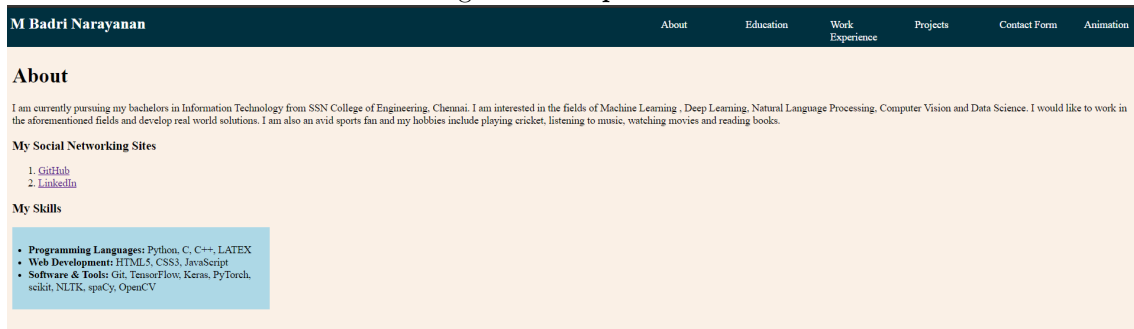 M Badri Narayanan
About
Education
Work
Experience
Projects
Contact Form
Animation
About
I am currently pursuing my bachelors in Information Technology from SSN College of Engineering, Chennai. I am interested in the fields of Machine Learning , Deep Learning, Natural Language Processing, Computer Vision and Data Science. I would like to work in
the aforementioned fields and develop real world solutions. I am also an avid sports fan and my hobbies include playing cricket, listening to music, watching movies and reading books.
My Social Networking Sites
1. GitHub
2. LinkedIn
My Skills
• Programming Languages: Python, C, C++, LATEX
• Web Development: HTML5, CSS3, JavaScript
• Software & Tools: Git, TensorFlow, Keras, PyTorch,
scikit, NLTK, spaCy, OpenCV